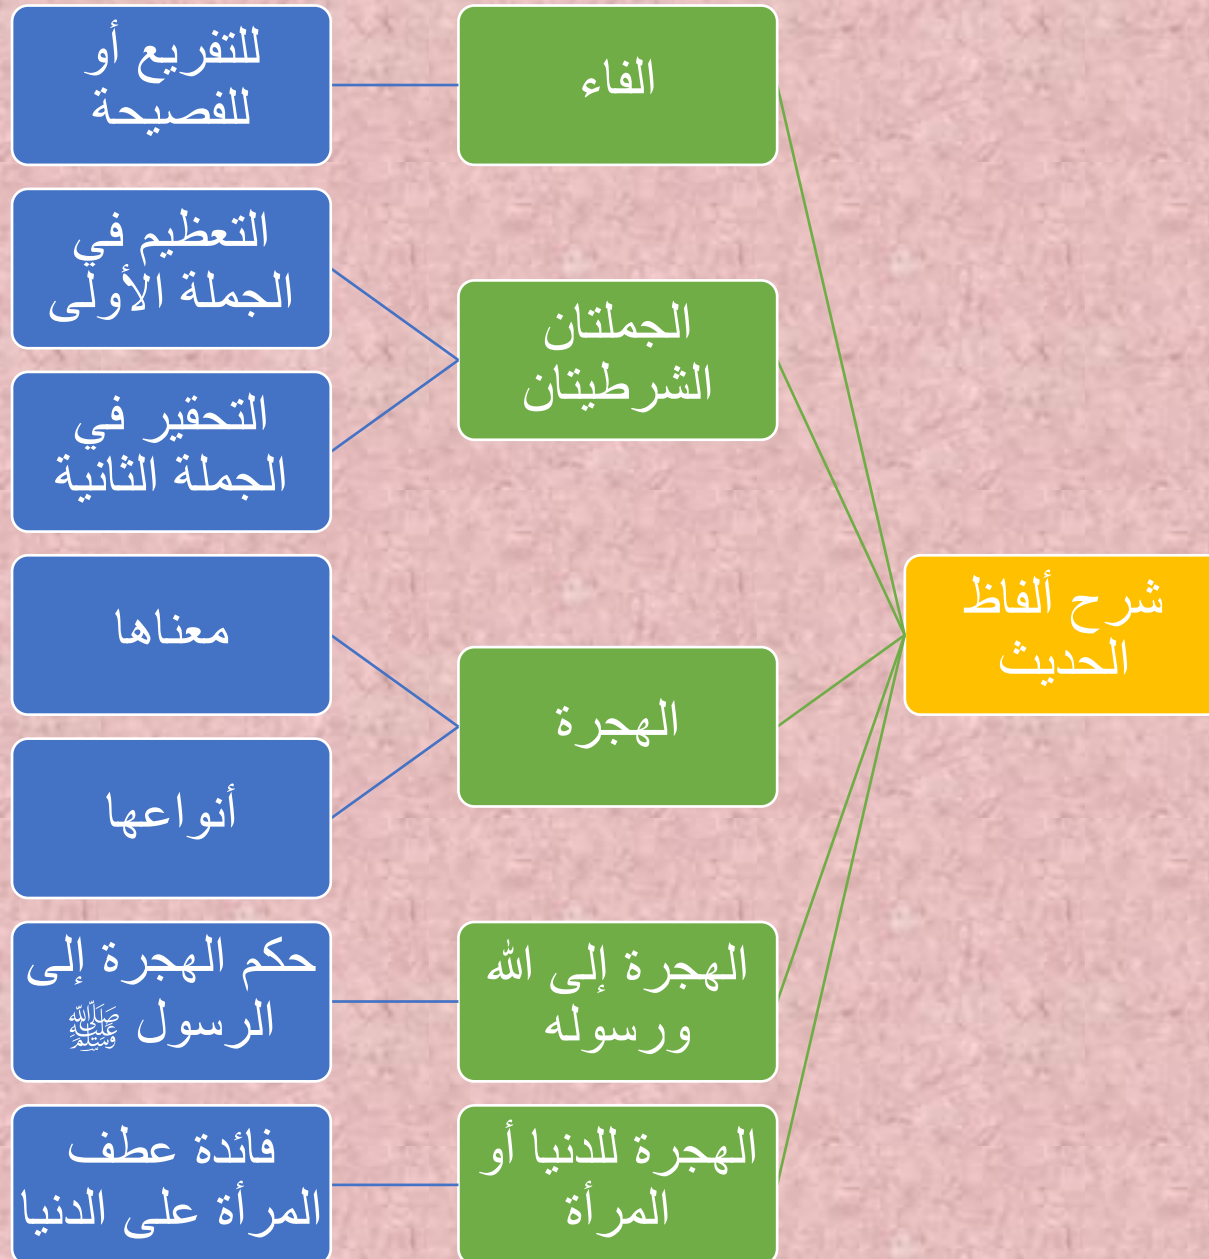 شرح ألفاظ
الحديث
الفاء
للتفريع أو
للفصيحة
الجملتان
الشرطيتان
التعظيم في
الجملة الأولى
التحقير في
الجملة الثانية
الهجرة
معناها
أنواعها
الهجرة إلى الله
ورسوله
حكم الهجرة إلى
الرسول ﷺ
الهجرة للدنيا أو
المرأة
فائدة عطف
المرأة على الدنيا